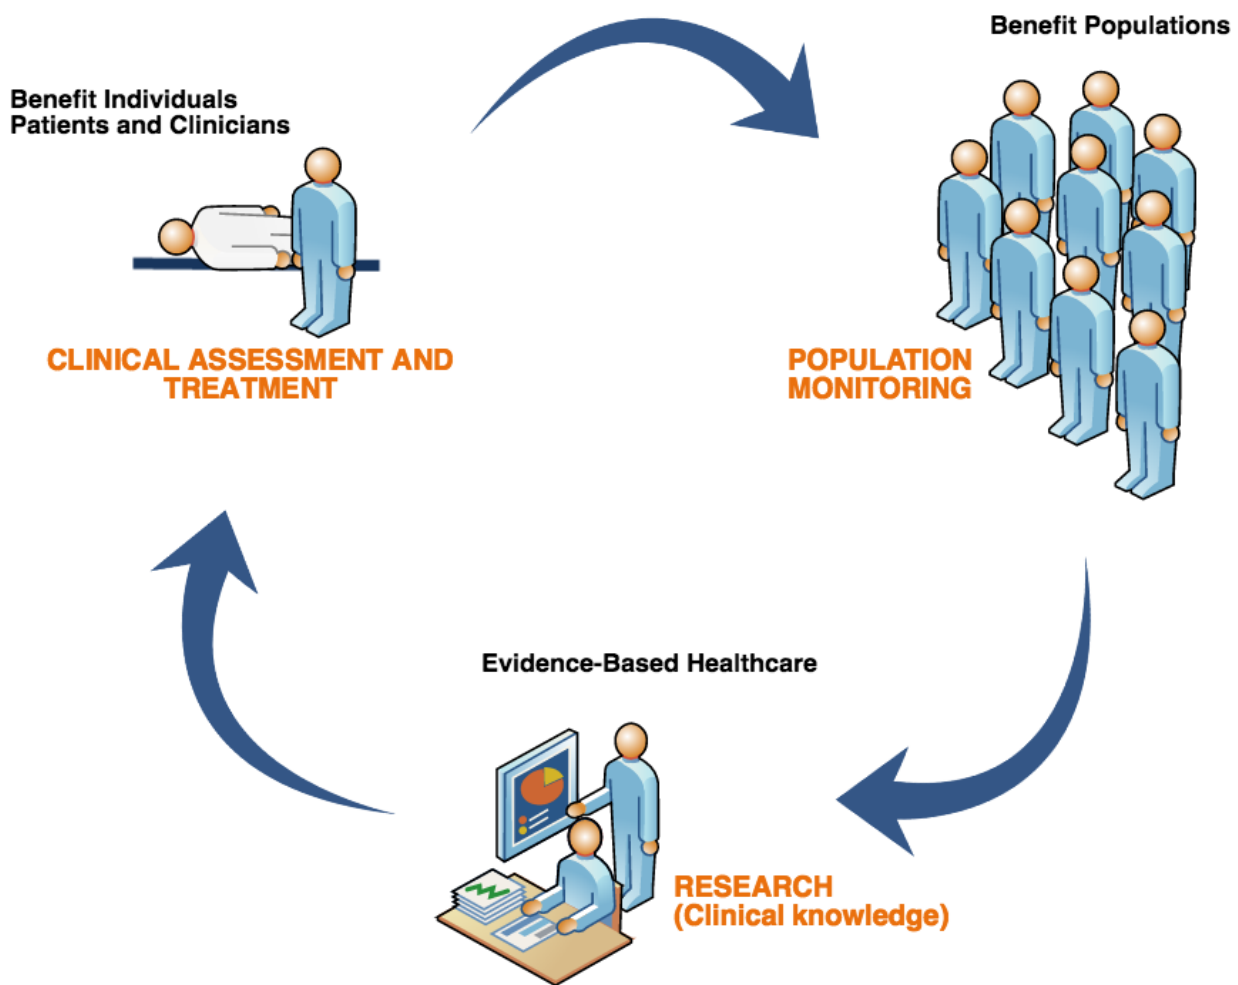 Benefit Populations
Benefit Individuals
Patients and Clinicians
CLINICAL ASSESSMENT AND
TREATMENT
POPULATION
MONITORING
Evidence-Based Healthcare
RESEARCH
(Clinical knowledge)